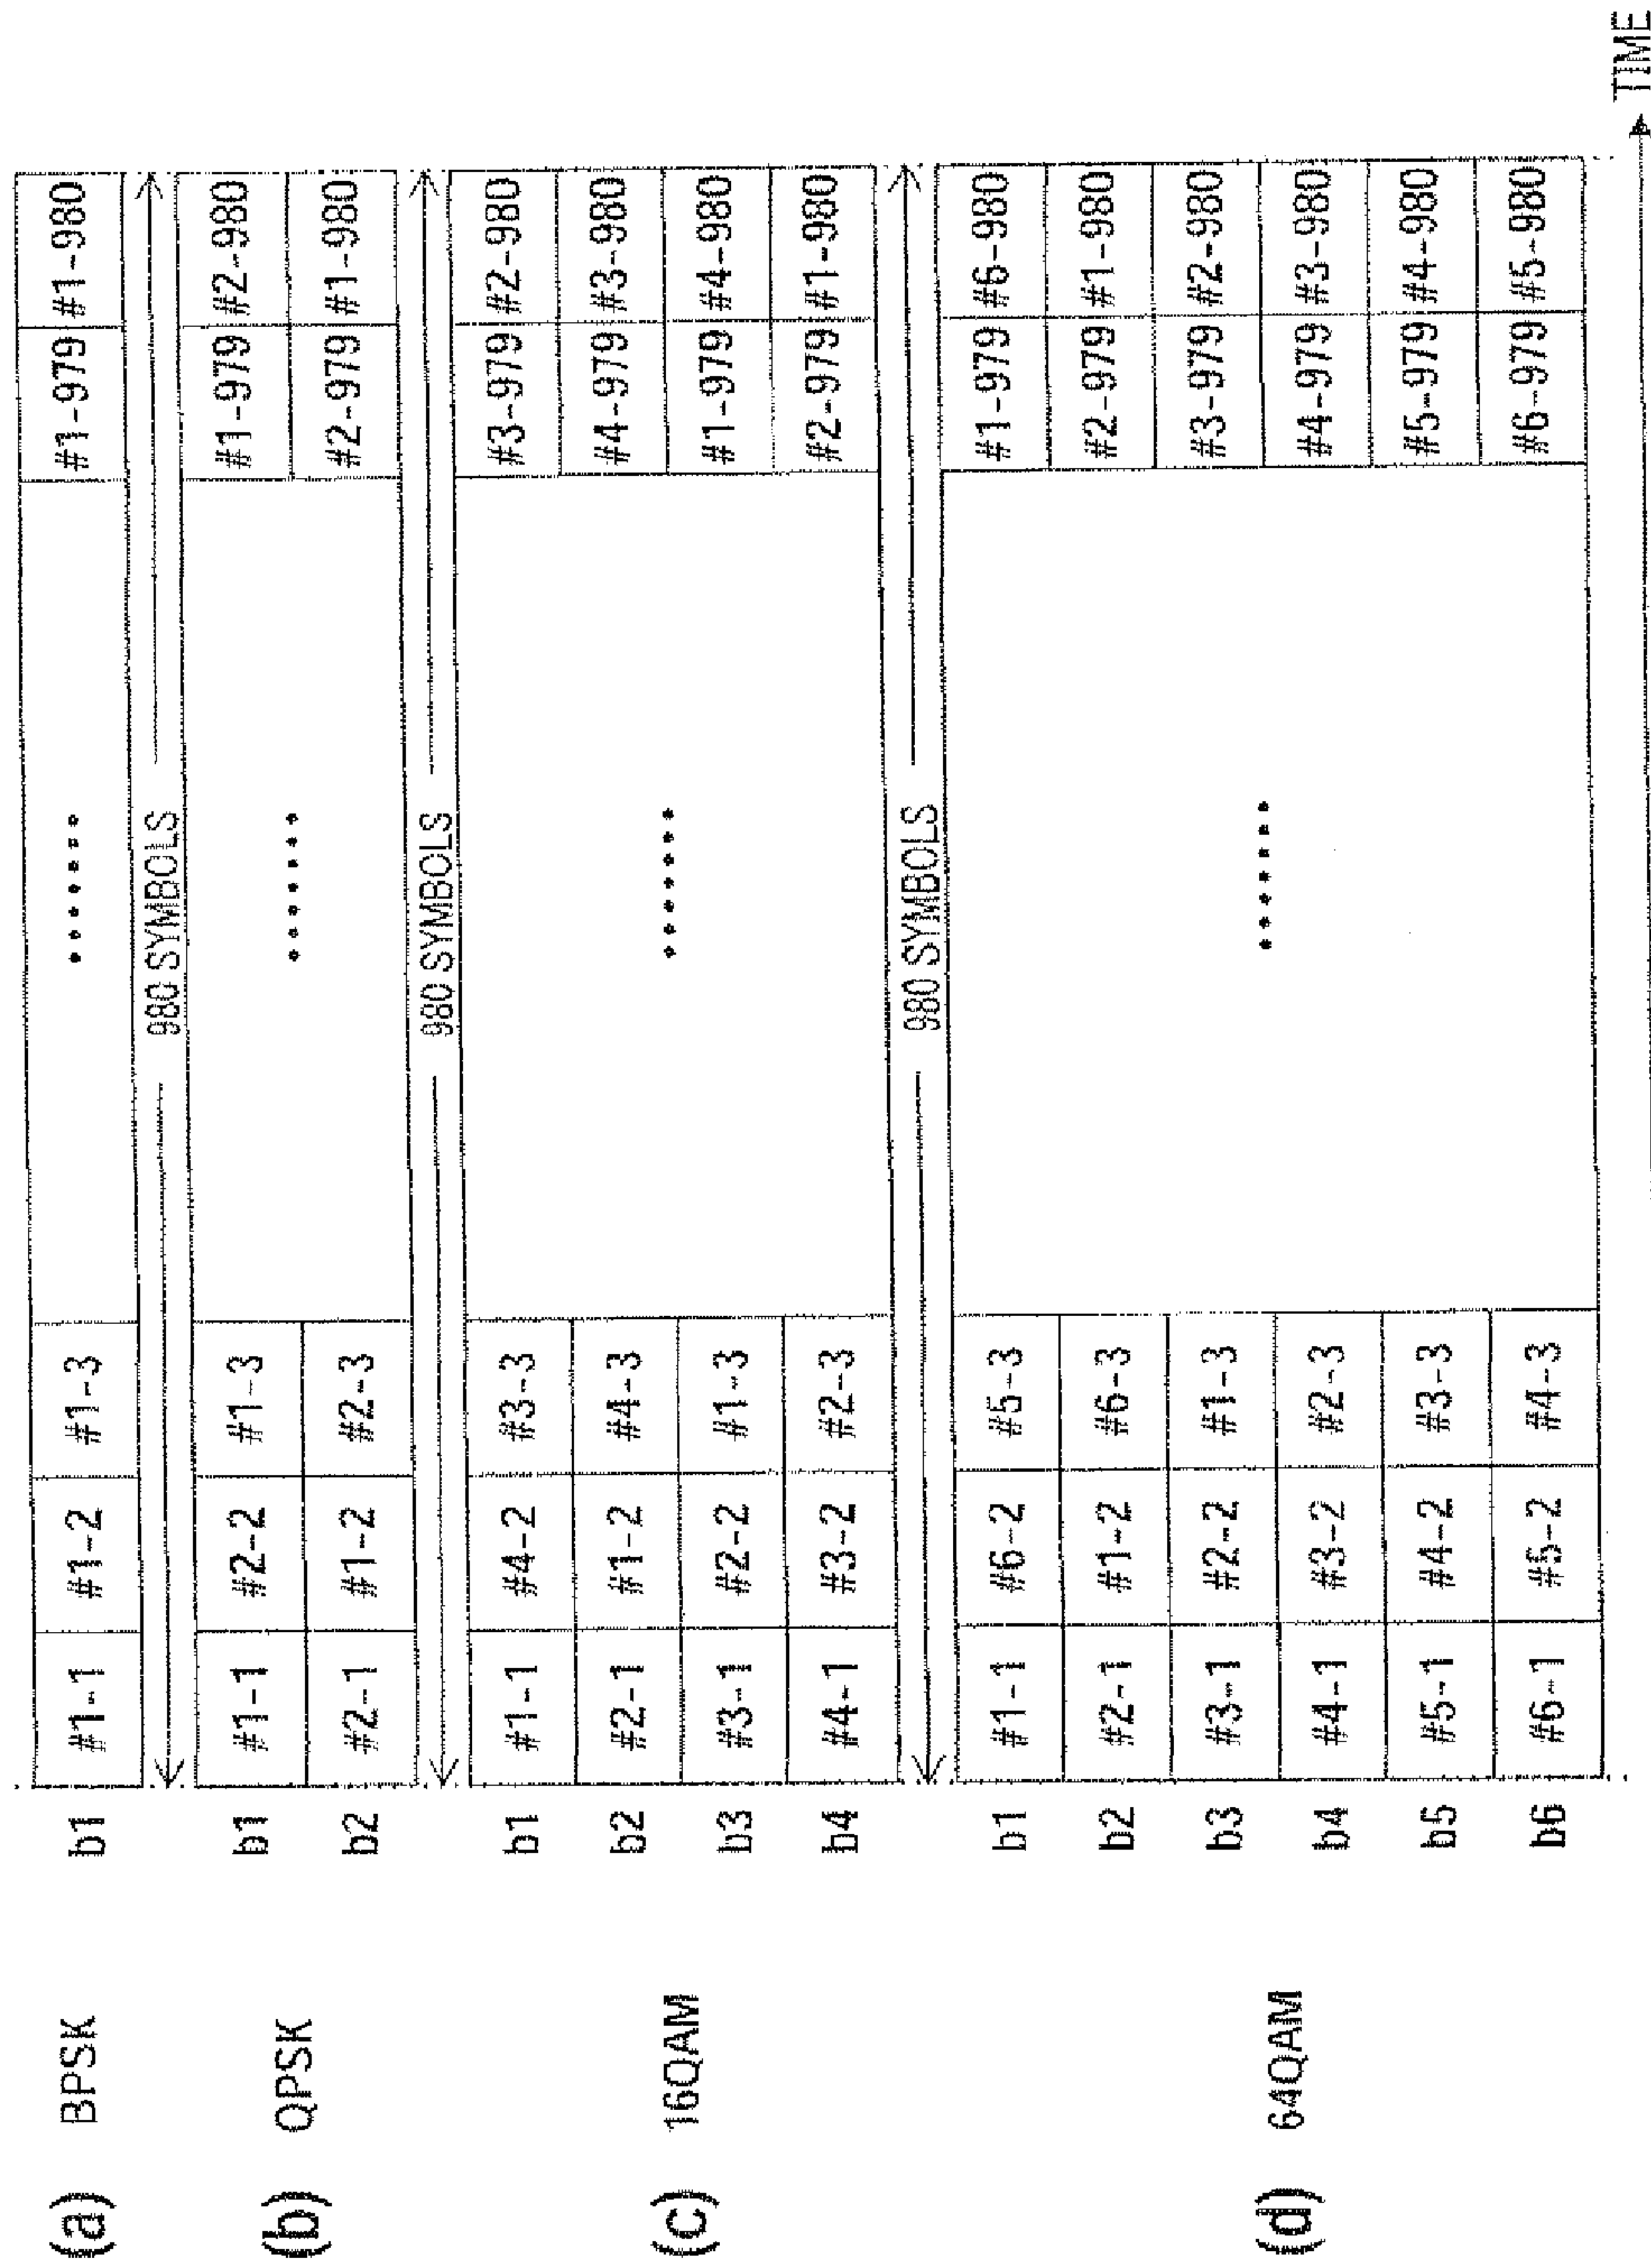 (a) BPSK
b1 #1-1 #1-2 #1-3 ....... #1-979 #1-980
980 SYMBOLS
(b) QPSK
b1 #1-1 #2-2 #1-3 ....... #1-979 #2-980
b2 #2-1 #1-2 #2-3 #2-979 #1-980
980 SYMBOLS
(c) 16QAM
b1 #1-1 #4-2 #3-3 ....... #3-979 #2-980
b2 #2-1 #1-2 #4-3 #4-979 #3-980
b3 #3-1 #2-2 #1-3 #1-979 #4-980
b4 #4-1 #3-2 #2-3 #2-979 #1-980
980 SYMBOLS
(d) 64QAM
b1 #1-1 #6-2 #5-3 ....... #1-979 #6-980
b2 #2-1 #1-2 #6-3 #2-979 #1-980
b3 #3-1 #2-2 #1-3 #3-979 #2-980
b4 #4-1 #3-2 #2-3 #4-979 #3-980
b5 #5-1 #4-2 #3-3 #5-979 #4-980
b6 #6-1 #5-2 #4-3 #6-979 #5-980
TIME